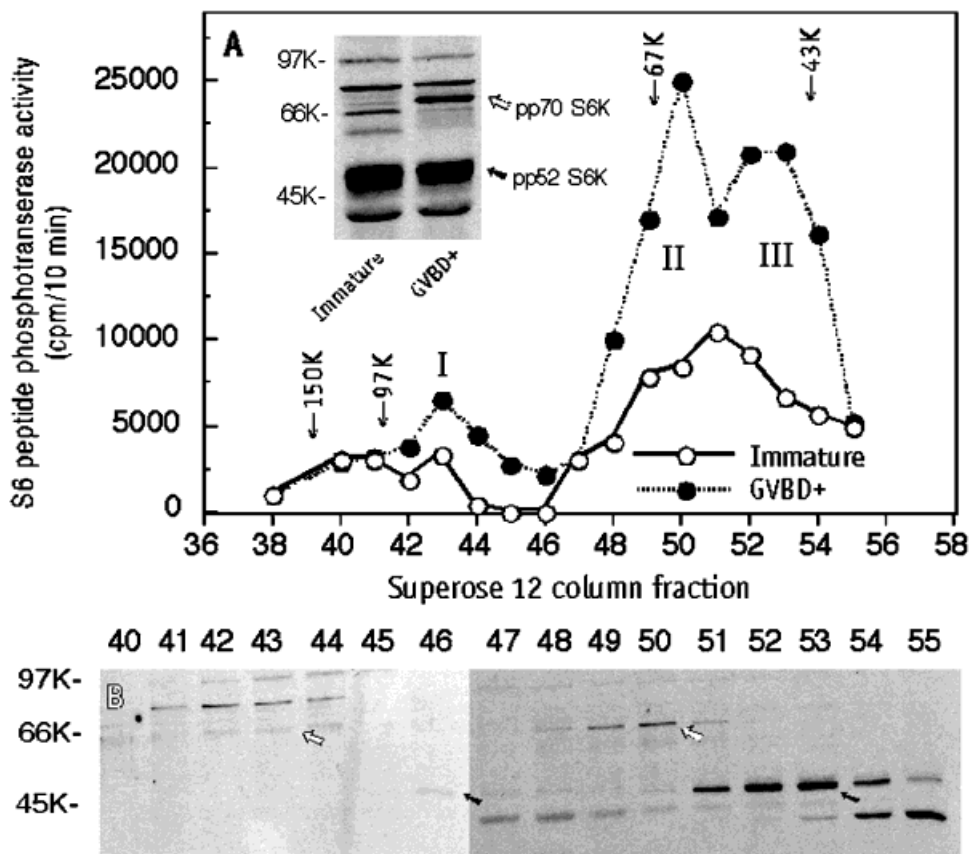 A
S6 peptide phosphotranserase activity
(cpm/10 min)
25000
20000
15000
10000
5000
0
97K-
66K-
45K-
pp70 S6K
pp52 S6K
Immature
GVBD+
150K
97K
67K
43K
I
II
III
Immature
GVBD+
36 38 40 42 44 46 48 50 52 54 56 58
Superose 12 column fraction
40 41 42 43 44 45 46 47 48 49 50 51 52 53 54 55
B
97K-
66K-
45K-